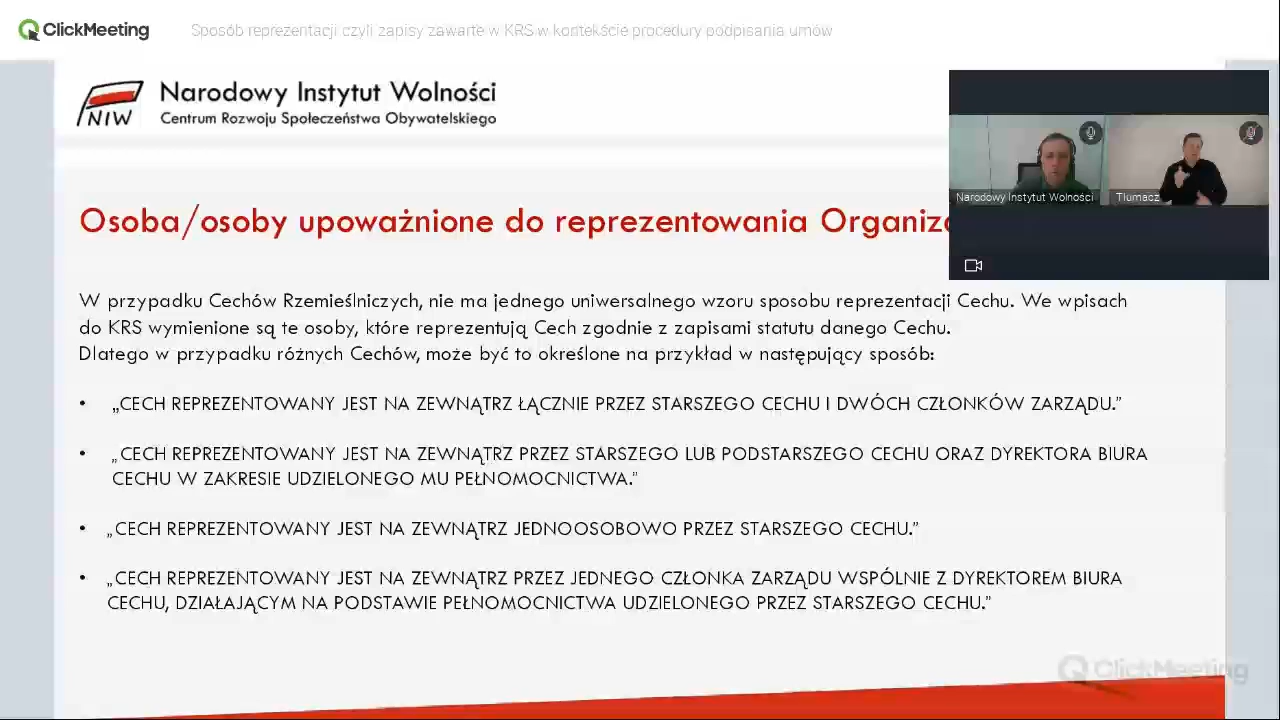 ClickMeeting
Sposób reprezentacji czyli zapisy zawarte w KRS w kontekście procedury podpisania umów
NIW
Narodowy Instytut Wolności
Centrum Rozwoju Społeczeństwa Obywatelskiego
Narodowy Instytut Wolności
Tłumacz
Osoba/osoby upoważnione do reprezentowania
W przypadku Cechów Rzemieślniczych, nie ma jednego uniwersalnego wzoru sposobu reprezentacji Cechu. We wpisach
do KRS wymienione są te osoby, które reprezentują Cech zgodnie z zapisami statutu danego Cechu.
Dlatego w przypadku różnych Cechów, może być to określone na przykład w następujący sposób:
• „CECH REPREZENTOWANY JEST NA ZEWNĄTRZ ŁĄCZNIE PRZEZ STARSZEGO CECHU I DWÓCH CZŁONKÓW ZARZĄDU.”
• „CECH REPREZENTOWANY JEST NA ZEWNĄTRZ PRZEZ STARSZEGO LUB PODSTARSZEGO CECHU ORAZ DYREKTORA BIURA
CECHU W ZAKRESIE UDZIELONEGO MU PEŁNOMOCNICTWA.”
• „CECH REPREZENTOWANY JEST NA ZEWNĄTRZ JEDNOOSOBOWO PRZEZ STARSZEGO CECHU.”
• „CECH REPREZENTOWANY JEST NA ZEWNĄTRZ PRZEZ JEDNEGO CZŁONKA ZARZĄDU WSPÓLNIE Z DYREKTOREM BIURA
CECHU, DZIAŁAJĄCYM NA PODSTAWIE PEŁNOMOCNICTWA UDZIELONEGO PRZEZ STARSZEGO CECHU.”
ClickMeeting